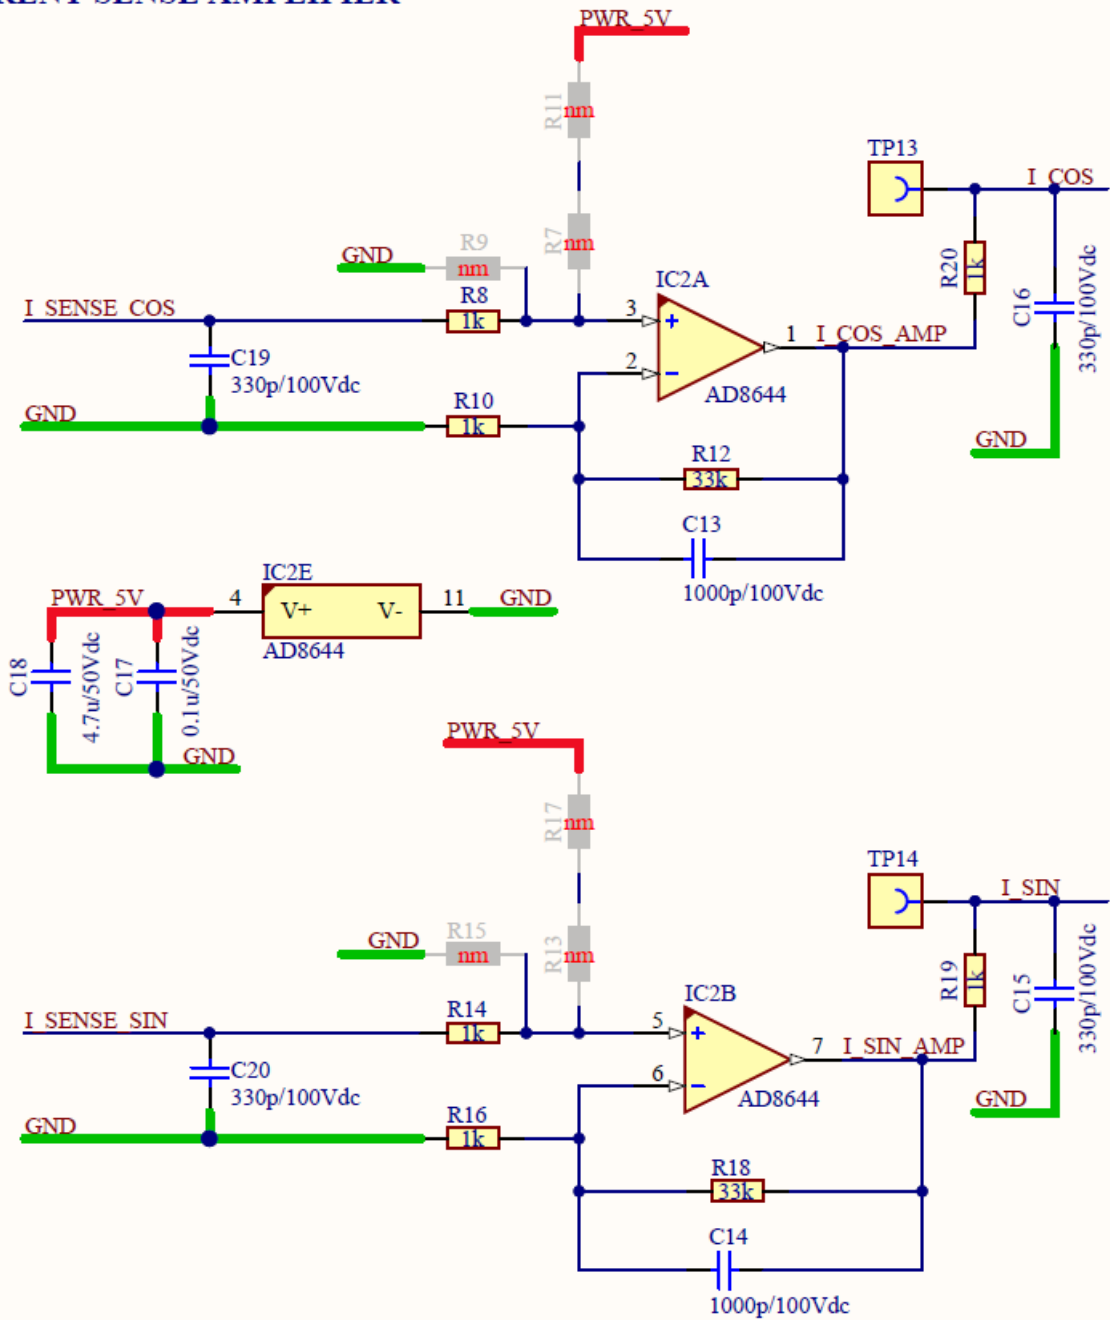 RENT SENSE AMPLIFIER
PWR_5V
R11
nm
TP13
I_COS
R7
nm
R9
nm
GND
R20
1k
C16
330p/100Vdc
IC2A
I_SENSE_COS
R8
1k
3
+
1
I_COS_AMP
2
-
AD8644
C19
330p/100Vdc
GND
R10
1k
GND
R12
33k
C13
1000p/100Vdc
IC2E
PWR_5V
4
V+
V-
11
GND
AD8644
C18
4.7u/50Vdc
C17
0.1u/50Vdc
GND
PWR_5V
R17
nm
TP14
I_SIN
R15
nm
GND
R13
nm
R19
1k
C15
330p/100Vdc
IC2B
I_SENSE_SIN
R14
1k
5
+
7
I_SIN_AMP
6
-
AD8644
C20
330p/100Vdc
GND
R16
1k
GND
R18
33k
C14
1000p/100Vdc